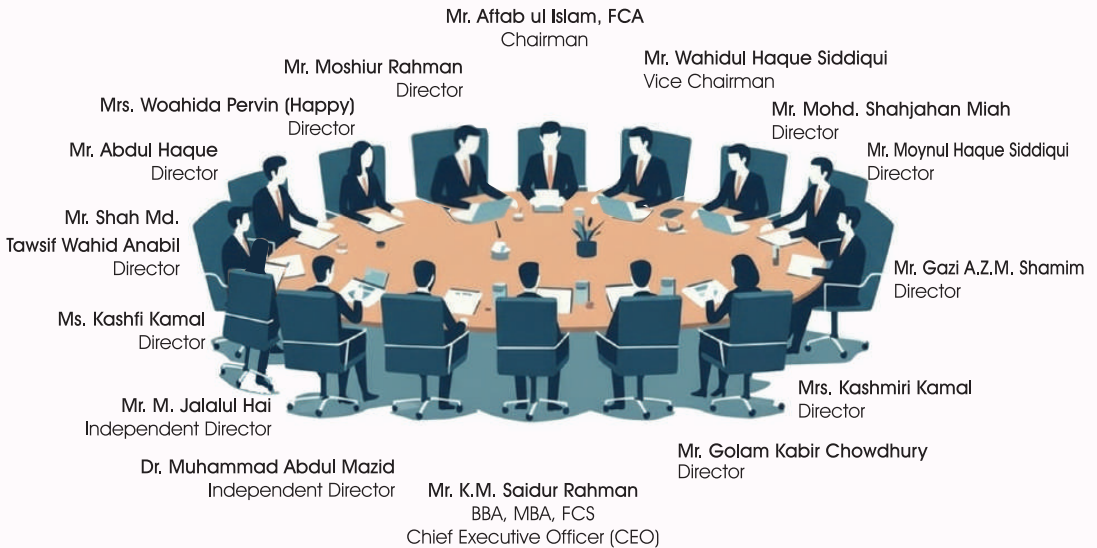 Mr. Aftab ul Islam, FCA
Chairman
Mr. Wahidul Haque Siddiqui
Vice Chairman
Mr. Moshiur Rahman
Director
Mrs. Woahida Pervin (Happy)
Director
Mr. Mohd. Shahjahan Miah
Director
Mr. Abdul Haque
Director
Mr. Moynul Haque Siddiqui
Director
Mr. Shah Md.
Tawsif Wahid Anabil
Director
Mr. Gazi A.Z.M. Shamim
Director
Ms. Kashfi Kamal
Director
Mrs. Kashmiri Kamal
Director
Mr. M. Jalalul Hai
Independent Director
Mr. Golam Kabir Chowdhury
Director
Dr. Muhammad Abdul Mazid
Independent Director
Mr. K.M. Saidur Rahman
BBA, MBA, FCS
Chief Executive Officer (CEO)